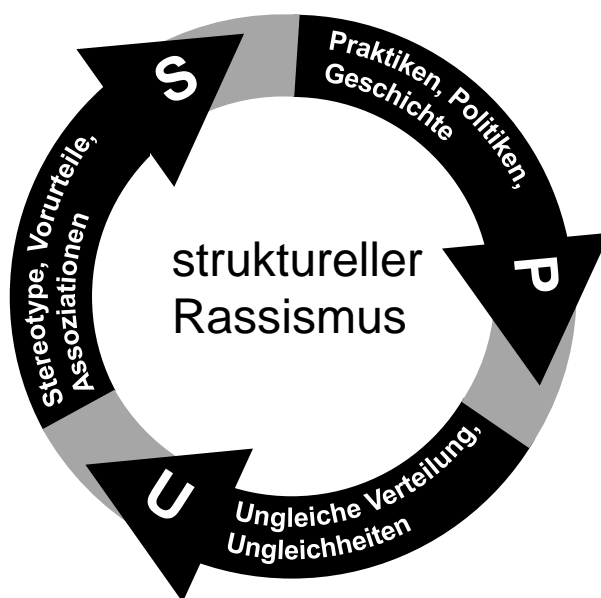 S
Praktiken, Politiken,
Geschichte
P
Ungleiche Verteilung,
Ungleichheiten
U
Stereotype, Vorurteile,
Assoziationen
struktureller
Rassismus